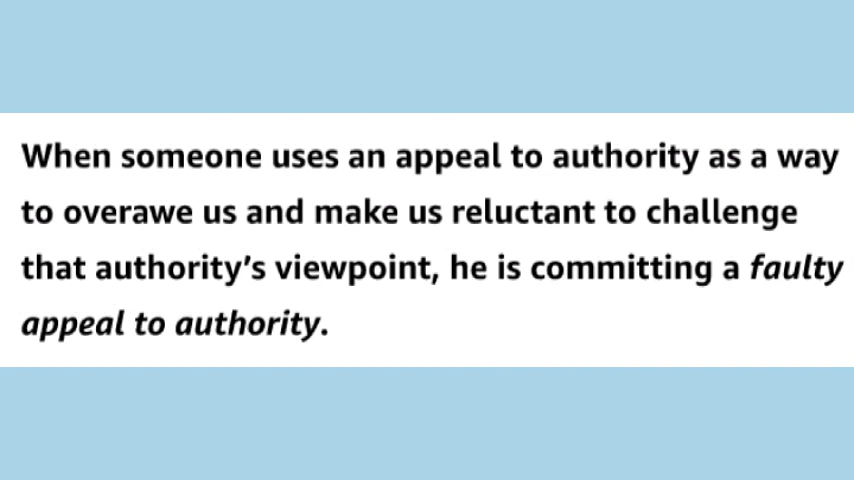 When someone uses an appeal to authority as a way
to overawe us and make us reluctant to challenge
that authority’s viewpoint, he is committing a faulty
appeal to authority.